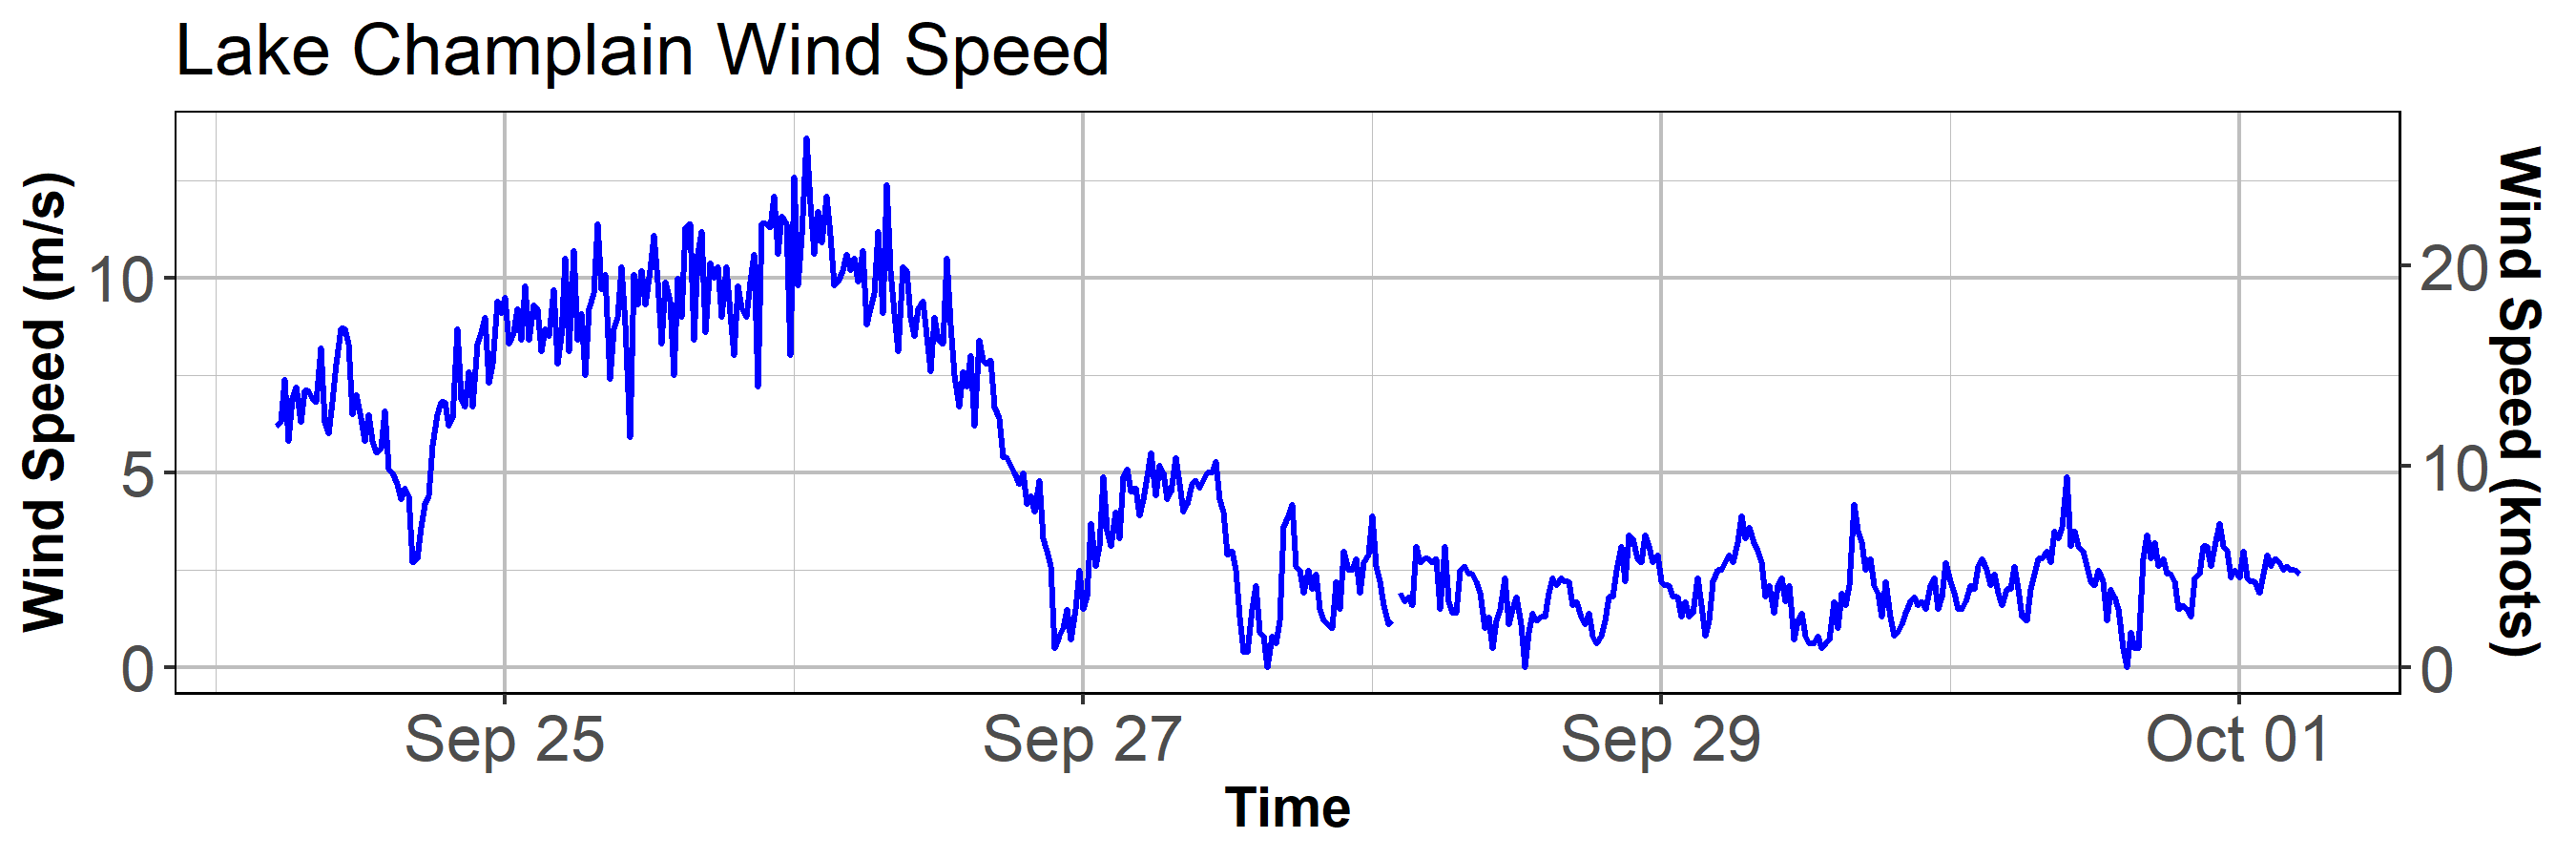 Lake Champlain Wind Speed
Wind Speed (m/s)
10
5
0
20
10
0
Wind Speed (knots)
Sep 25
Sep 27
Sep 29
Oct 01
Time